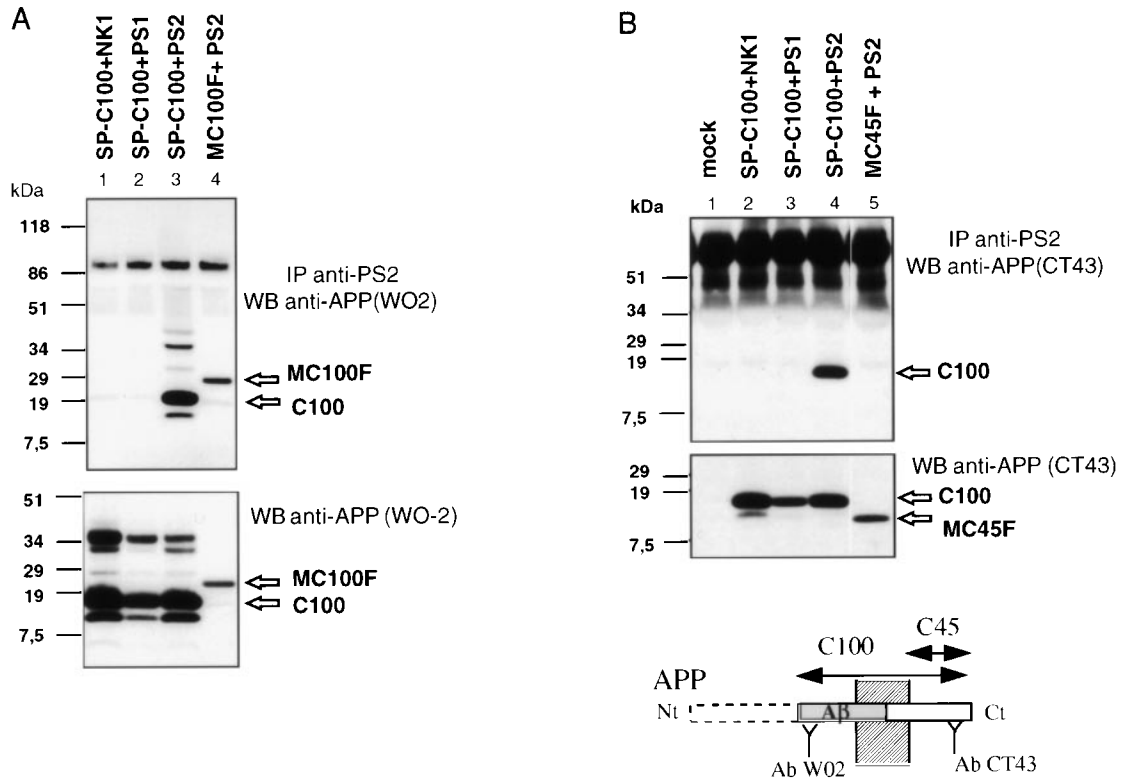 A
SP-C100+NK1
SP-C100+PS1
SP-C100+PS2
MC100F+ PS2
1 2 3 4
kDa
118
86
51
34
29
19
7,5
IP anti-PS2
WB anti-APP(WO2)
MC100F
C100
51
34
29
19
7,5
WB anti-APP (WO-2)
MC100F
C100
B
mock
SP-C100+NK1
SP-C100+PS1
SP-C100+PS2
MC45F + PS2
1 2 3 4 5
kDa
51
34
29
19
7,5
IP anti-PS2
WB anti-APP(CT43)
C100
29
19
7,5
WB anti-APP (CT43)
C100
MC45F
C45
C100
APP
Nt
Aβ
Ct
Ab W02
Ab CT43